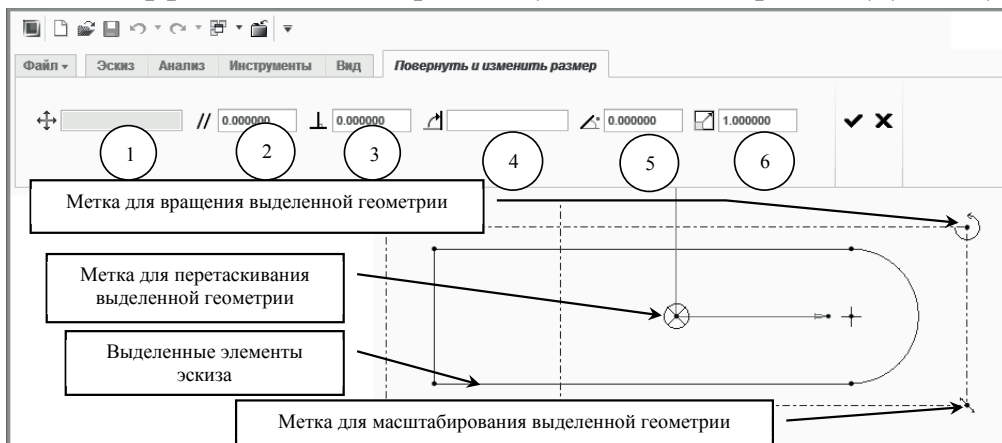 Файл Эскиз Анализ Инструменты Вид Повернуть и изменить размер
0.000000 0.000000 0.000000 1.000000
1 2 3 4 5 6
Метка для вращения выделенной геометрии
Метка для перетаскивания
выделенной геометрии
Выделенные элементы
эскиза
Метка для масштабирования выделенной геометрии